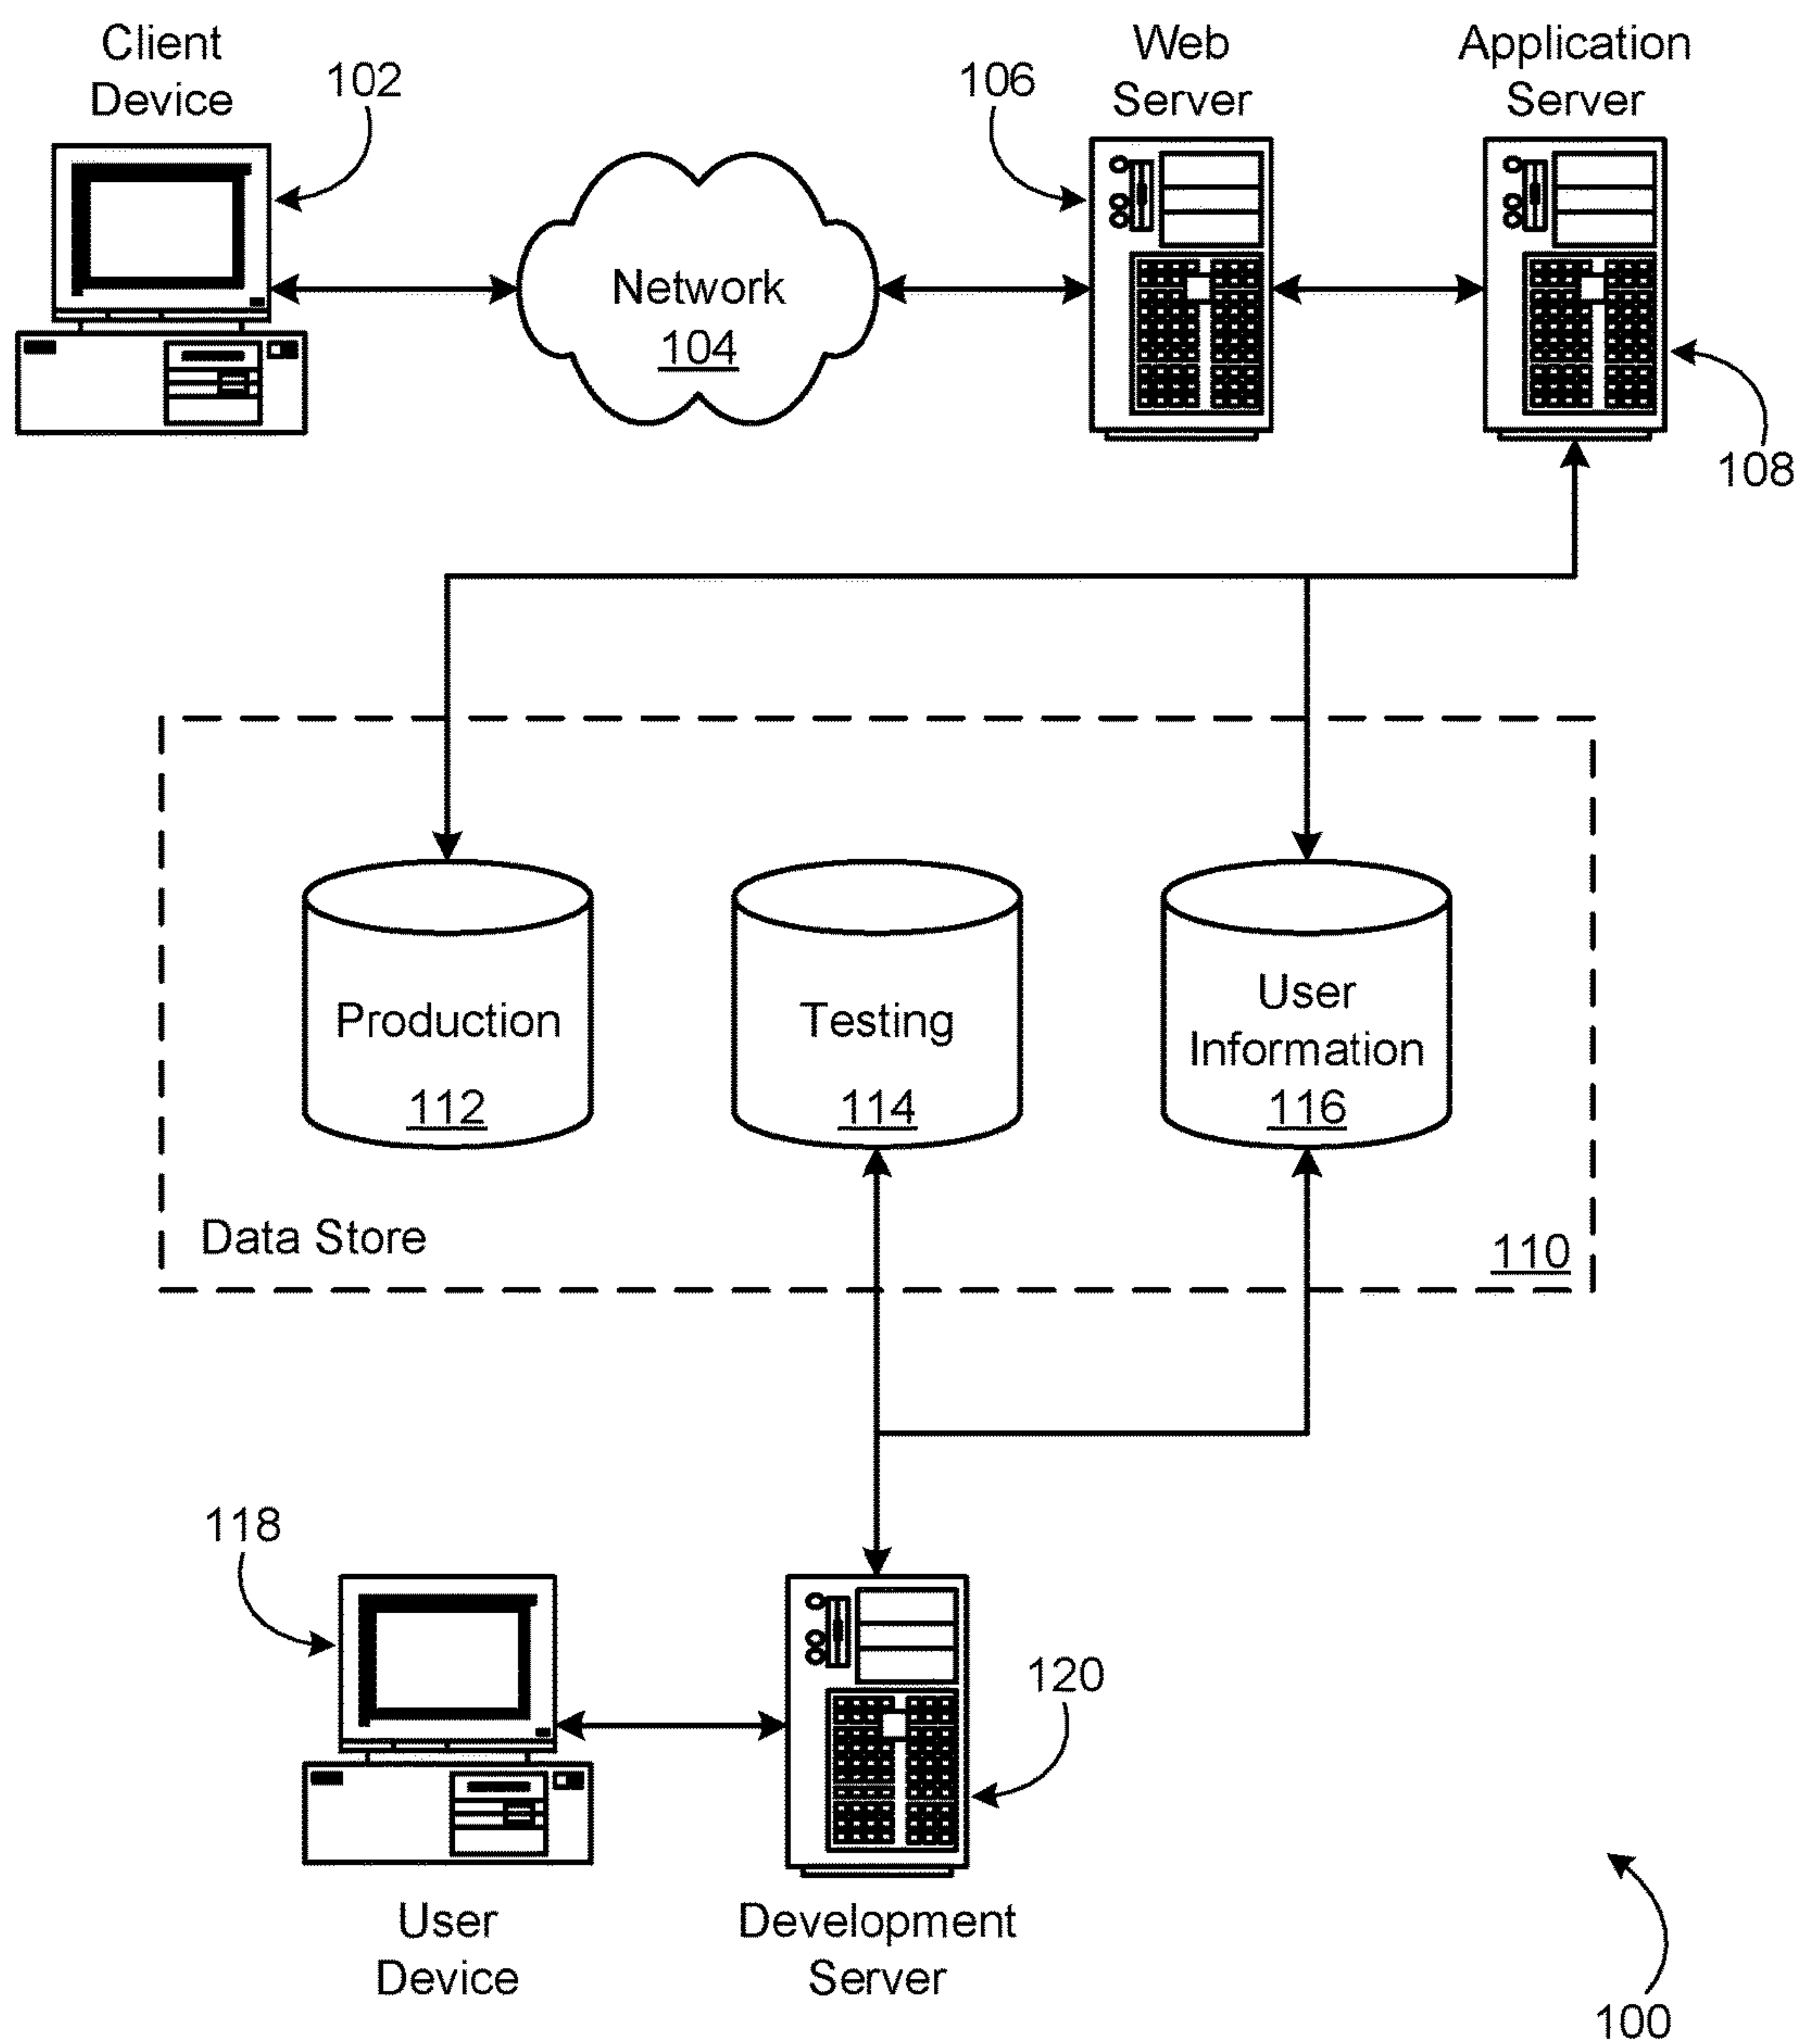 Client
Device
102
106
Web
Server
Application
Server
Network
104
108
Production
112
Testing
114
User
Information
116
Data Store
110
118
120
User
Device
Development
Server
100